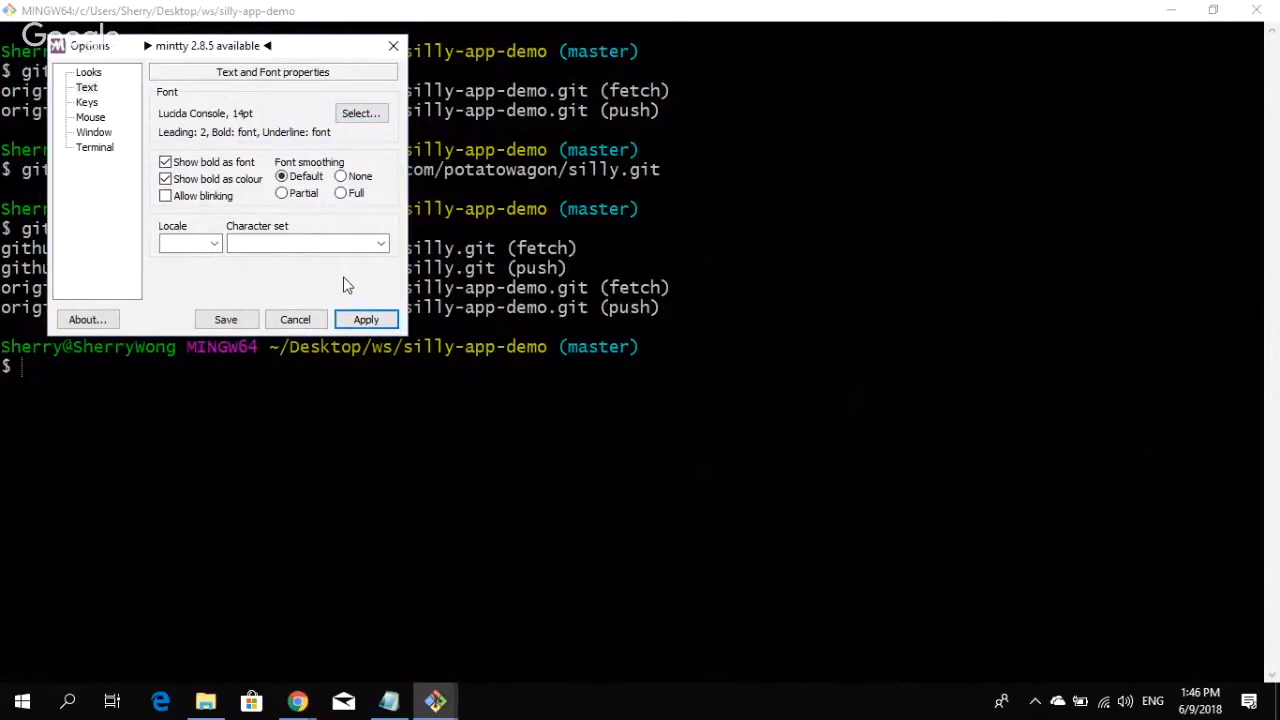 MINGW64:/c/Users/Sherry/Desktop/ws/silly-app-demo
Google
Options
▶ mintty 2.8.5 available ◀
Looks
Text
Keys
Mouse
Window
Terminal
Text and Font properties
Font
Lucida Console, 14pt
Select...
Leading: 2, Bold: font, Underline: font
Show bold as font
Show bold as colour
Allow blinking
Font smoothing
Default
None
Partial
Full
Locale
Character set
About...
Save
Cancel
Apply
Sherr silly-app-demo (master)
$ git
origi silly-app-demo.git (fetch)
origi silly-app-demo.git (push)
Sherr silly-app-demo (master)
$ git com/potatowagon/silly.git
Sherr silly-app-demo (master)
$ git
githu silly.git (fetch)
githu silly.git (push)
origi silly-app-demo.git (fetch)
origi silly-app-demo.git (push)
Sherry@SherryWong MINGW64 ~/Desktop/ws/silly-app-demo (master)
$
ENG
1:46 PM
6/9/2018